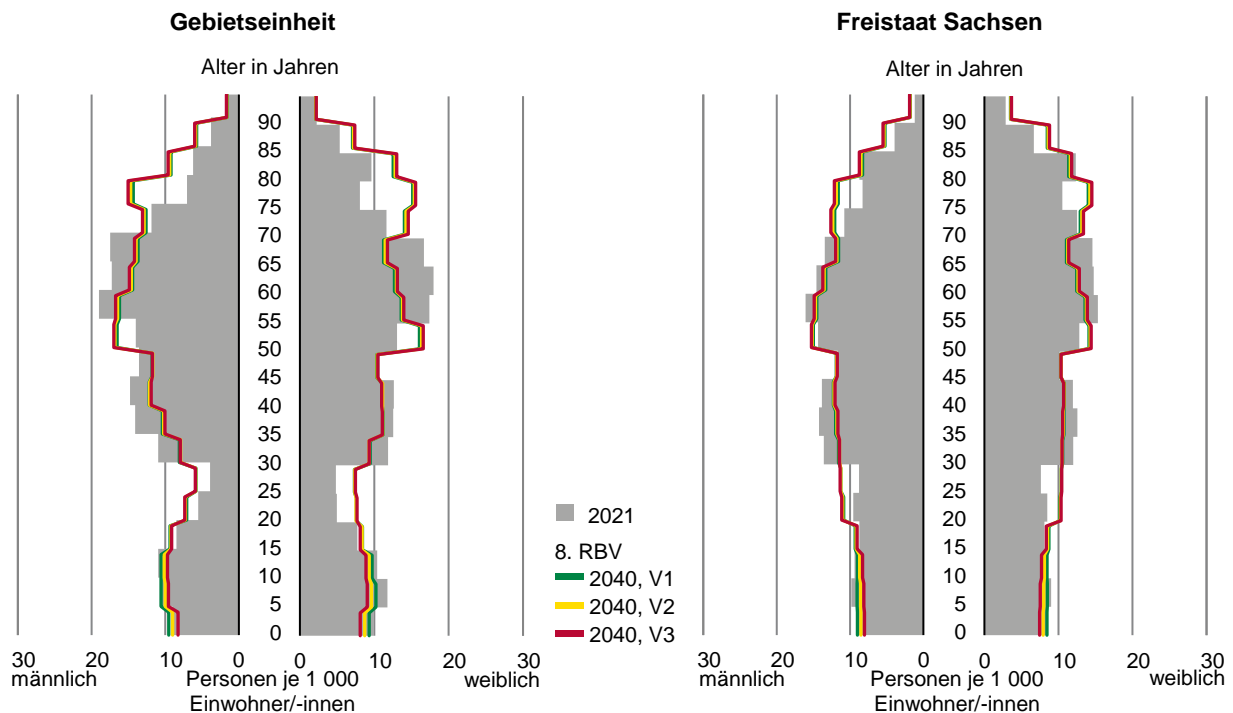 Gebietseinheit
Alter in Jahren
90
85
80
75
70
65
60
55
50
45
40
35
30
25
20
15
10
5
0
30 20 10 0 0 10 20 30
männlich Personen je 1 000 weiblich
Einwohner/-innen
2021
8. RBV
2040, V1
2040, V2
2040, V3
Freistaat Sachsen
Alter in Jahren
90
85
80
75
70
65
60
55
50
45
40
35
30
25
20
15
10
5
0
30 20 10 0 0 10 20 30
männlich Personen je 1 000 weiblich
Einwohner/-innen